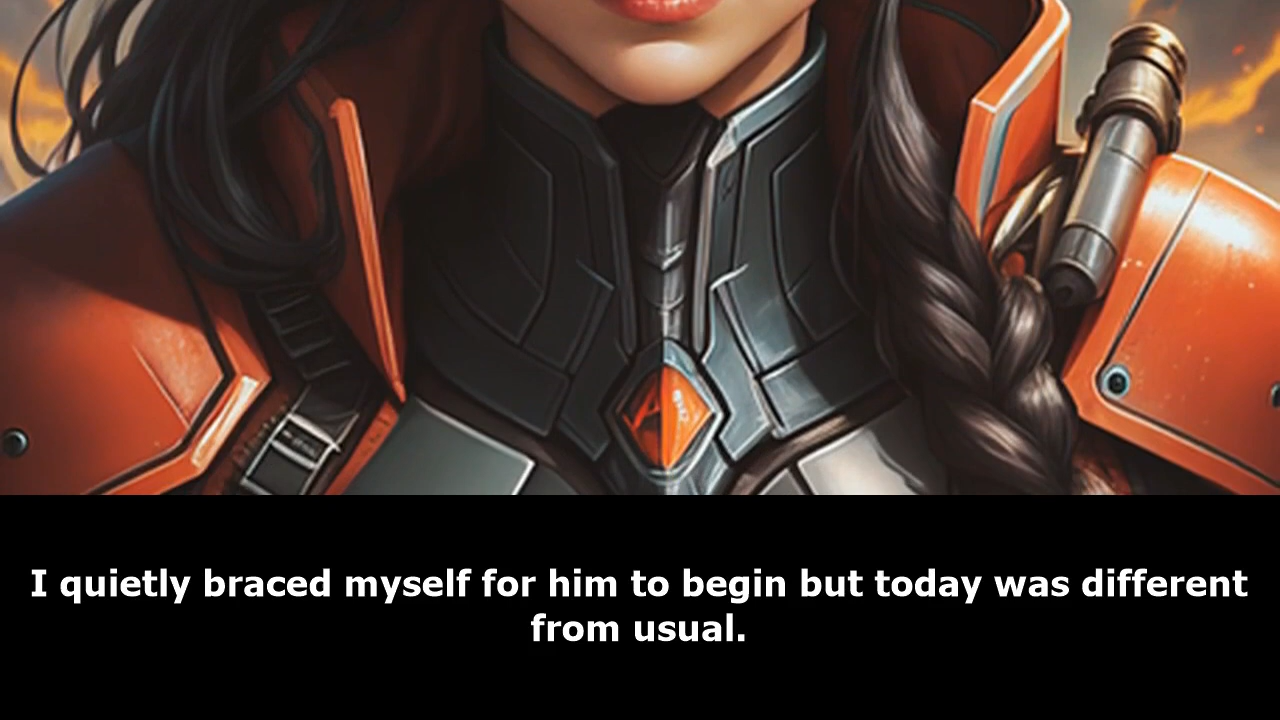 I quietly braced myself for him to begin but today was different
from usual.